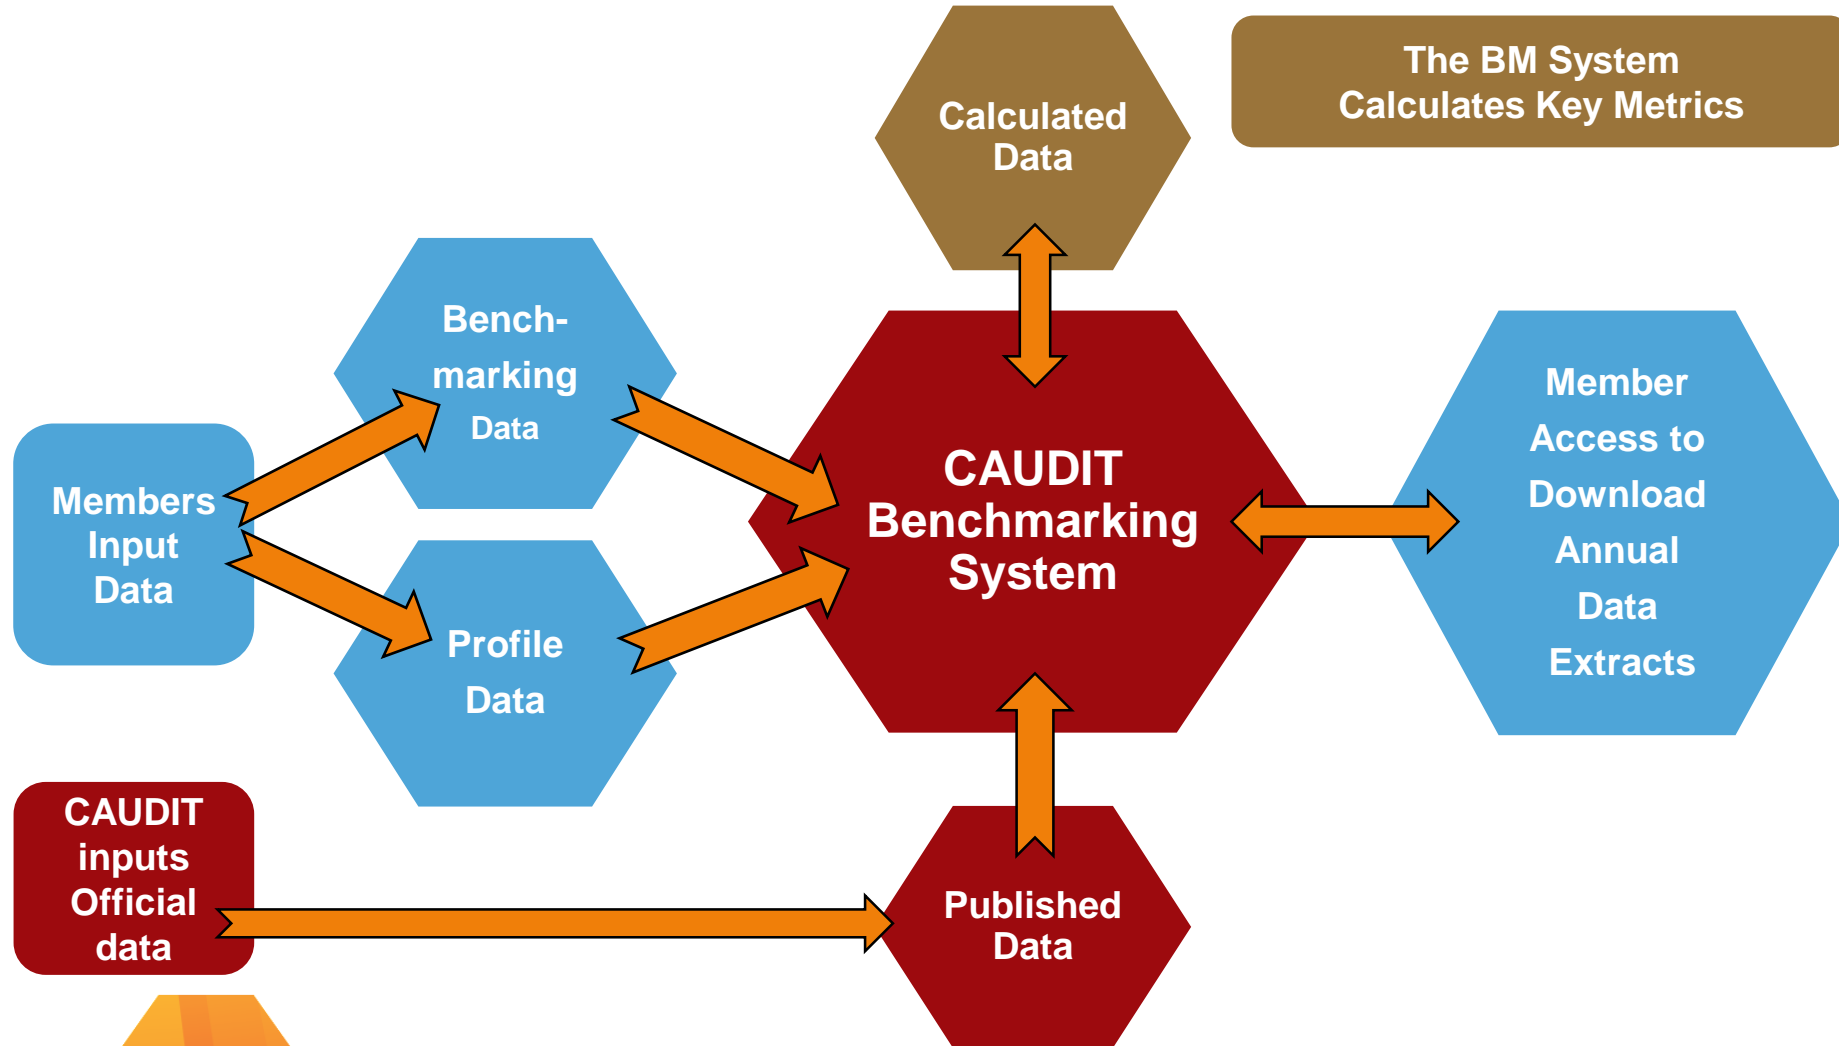 The BM System
Calculates Key Metrics
Calculated
Data
Bench-
marking
Data
Members
Input
Data
Profile
Data
CAUDIT
Benchmarking
System
Member
Access to
Download
Annual
Data
Extracts
CAUDIT
inputs
Official
data
Published
Data